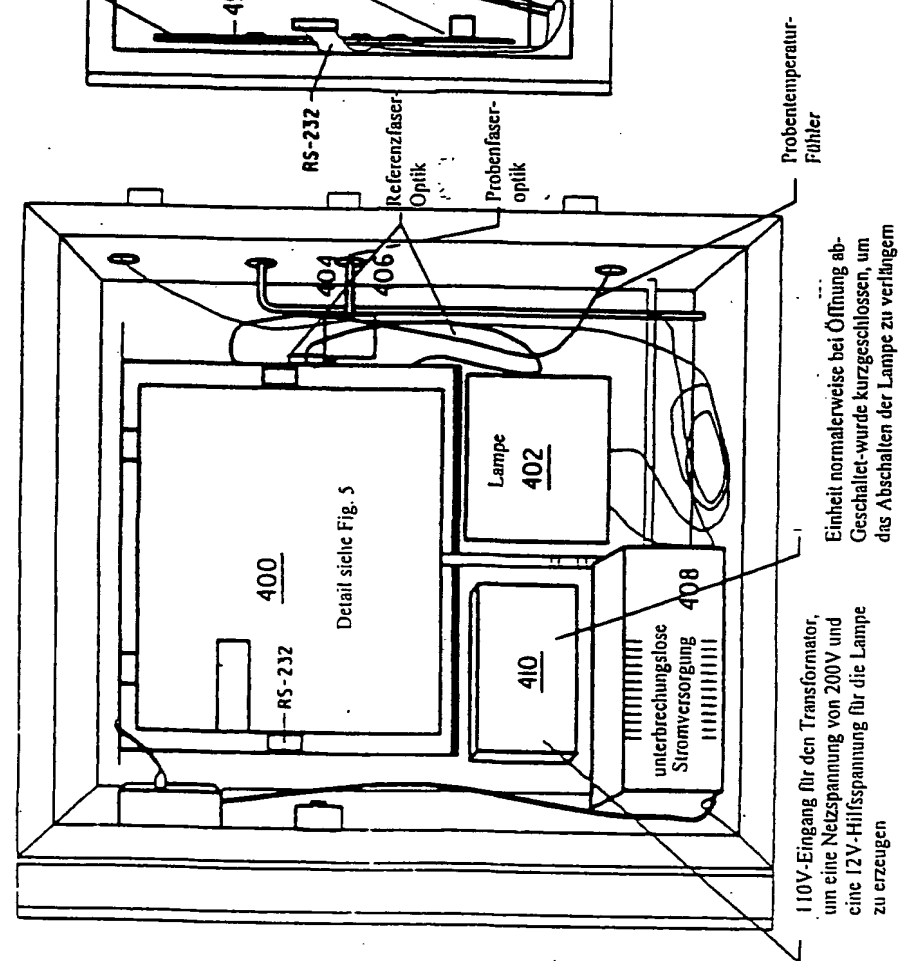 RS-232
RS-232
400
404
Detail siehe Fig. 5
406
Referenzfaser-
Optik
Probenfaser-
optik
Lampe
402
410
unterbrechungslose
Stromversorgung
408
Probentemperatur-
Fühler
110V-Eingang für den Transformator,
um eine Netzspannung von 200V und
eine 12V-Hilfsspannung für die Lampe
zu erzeugen
Einheit normalerweise bei Öffnung ab-
Geschaltet-wurde kurzgeschlossen, um
das Abschalten der Lampe zu verlängern